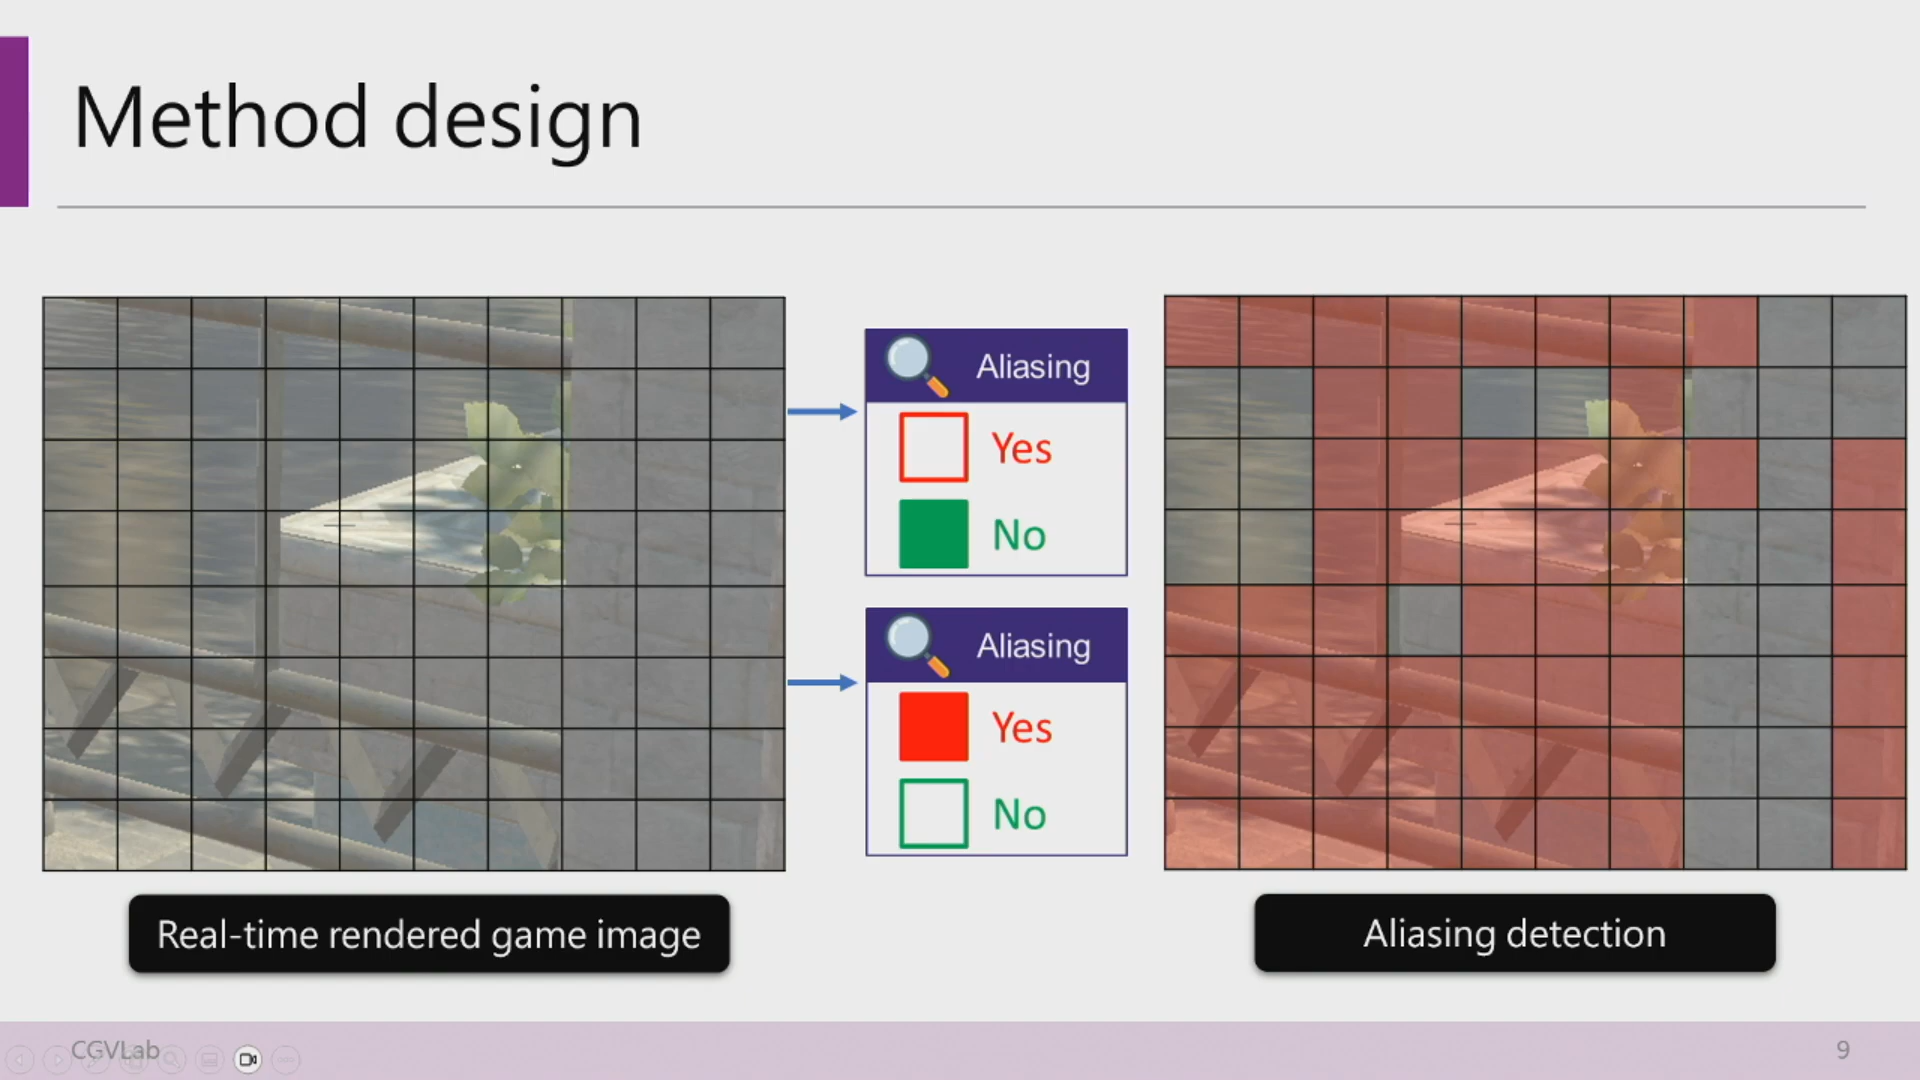 Method design
Aliasing
Yes
No
Aliasing
Yes
No
Real-time rendered game image
Aliasing detection
CGVLab
9